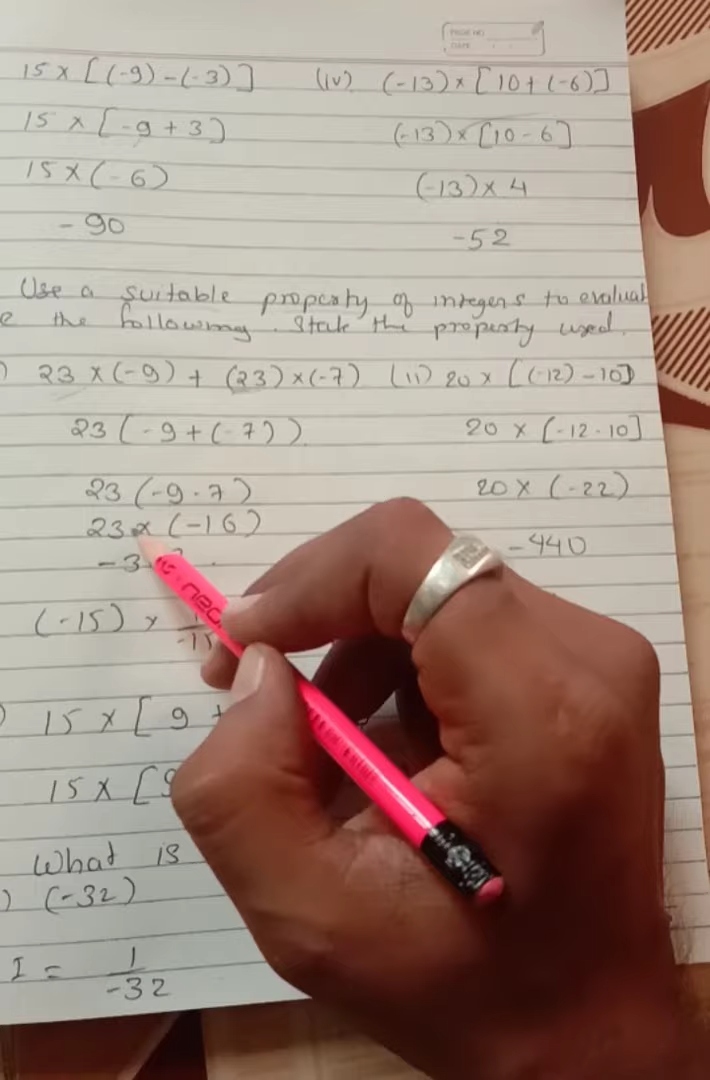 PAGE NO
DATE
15 × [(-9) - (-3)]
15 × [-9 + 3]
15 × (-6)
- 90
(iv) (-13) × [10 + (-6)]
(-13) × [10 - 6]
(-13) × 4
-52
Use a suitable property of integers to evaluat
e the following. State the property used.
) 23 × (-9) + (23) × (-7)
23 (-9 + (-7))
23 (-9 - 7)
23 × (-16)
(ii) 20 × [(-12) - 10]
20 × [-12 - 10]
20 × (-22)
-440
(-15) ×
) 15 × [9 +
15 × [9
What is
) (-32)
I = 1/-32